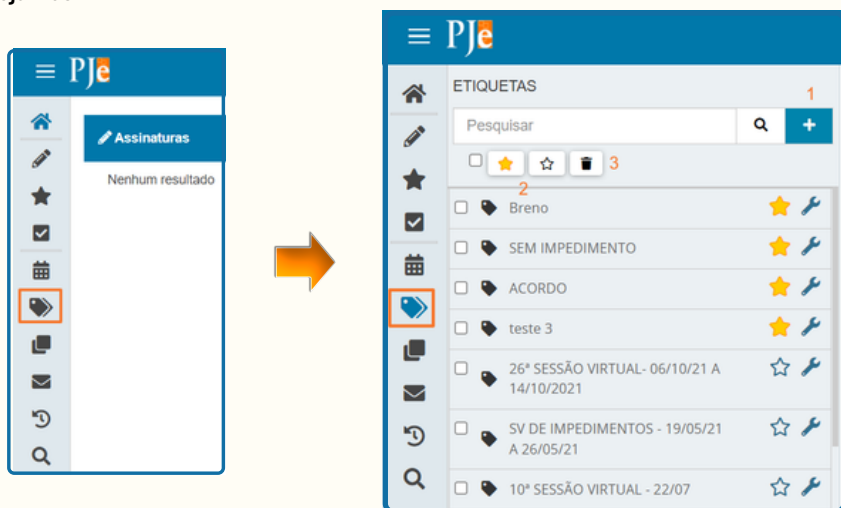 PJe
Assinaturas
Nenhum resultado
PJe
ETIQUETAS
1
Pesquisar
3
2
Breno
SEM IMPEDIMENTO
ACORDO
teste 3
26ª SESSÃO VIRTUAL- 06/10/21 A
14/10/2021
SV DE IMPEDIMENTOS - 19/05/21
A 26/05/21
10ª SESSÃO VIRTUAL - 22/07